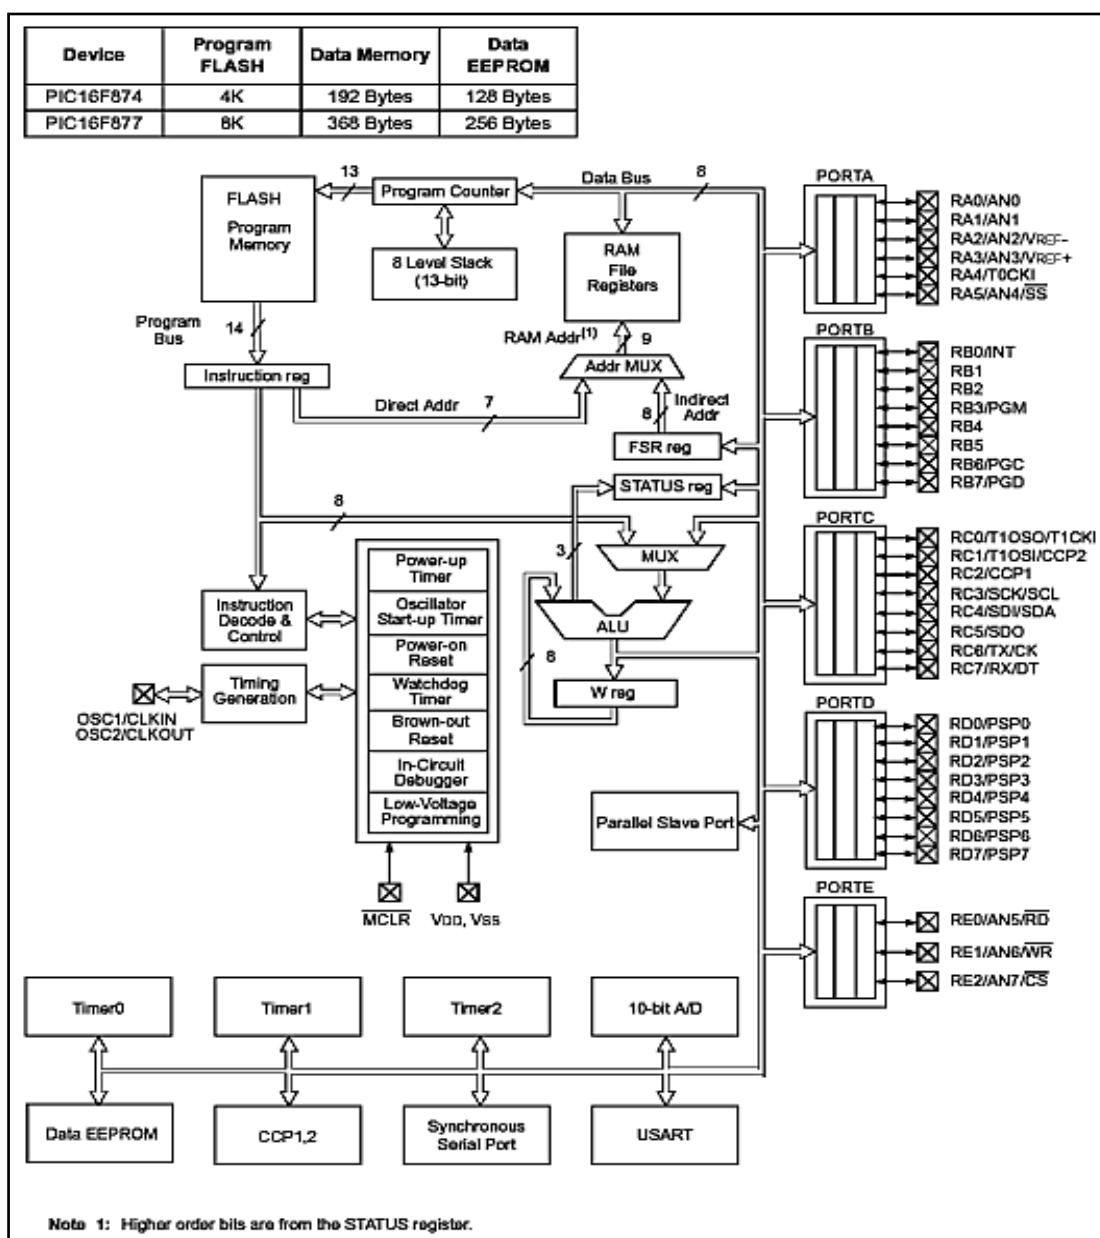 Device Program FLASH Data Memory Data EEPROM
PIC16F874 4K 192 Bytes 128 Bytes
PIC16F877 8K 368 Bytes 256 Bytes
FLASH
Program
Memory
13
Program Counter
8 Level Stack
(13-bit)
Data Bus
8
RAM
File
Registers
Program
Bus
14
RAM Addr(1)
9
Addr MUX
Instruction reg
Direct Addr
7
8
Indirect
Addr
FSR reg
STATUS reg
8
3
MUX
ALU
8
W reg
Instruction
Decode &
Control
Timing
Generation
OSC1/CLKIN
OSC2/CLKOUT
Power-up
Timer
Oscillator
Start-up Timer
Power-on
Reset
Watchdog
Timer
Brown-out
Reset
In-Circuit
Debugger
Low-Voltage
Programming
MCLR
VDD, VSS
Parallel Slave Port
PORTA
RA0/AN0
RA1/AN1
RA2/AN2/VREF-
RA3/AN3/VREF+
RA4/T0CKI
RA5/AN4/SS
PORTB
RB0/INT
RB1
RB2
RB3/PGM
RB4
RB5
RB6/PGC
RB7/PGD
PORTC
RC0/T1OSO/T1CKI
RC1/T1OSI/CCP2
RC2/CCP1
RC3/SCK/SCL
RC4/SDI/SDA
RC5/SDO
RC6/TX/CK
RC7/RX/DT
PORTD
RD0/PSP0
RD1/PSP1
RD2/PSP2
RD3/PSP3
RD4/PSP4
RD5/PSP5
RD6/PSP6
RD7/PSP7
PORTE
RE0/AN5/RD
RE1/AN6/WR
RE2/AN7/CS
Timer0
Timer1
Timer2
10-bit A/D
Data EEPROM
CCP1,2
Synchronous
Serial Port
USART
Note 1: Higher order bits are from the STATUS register.